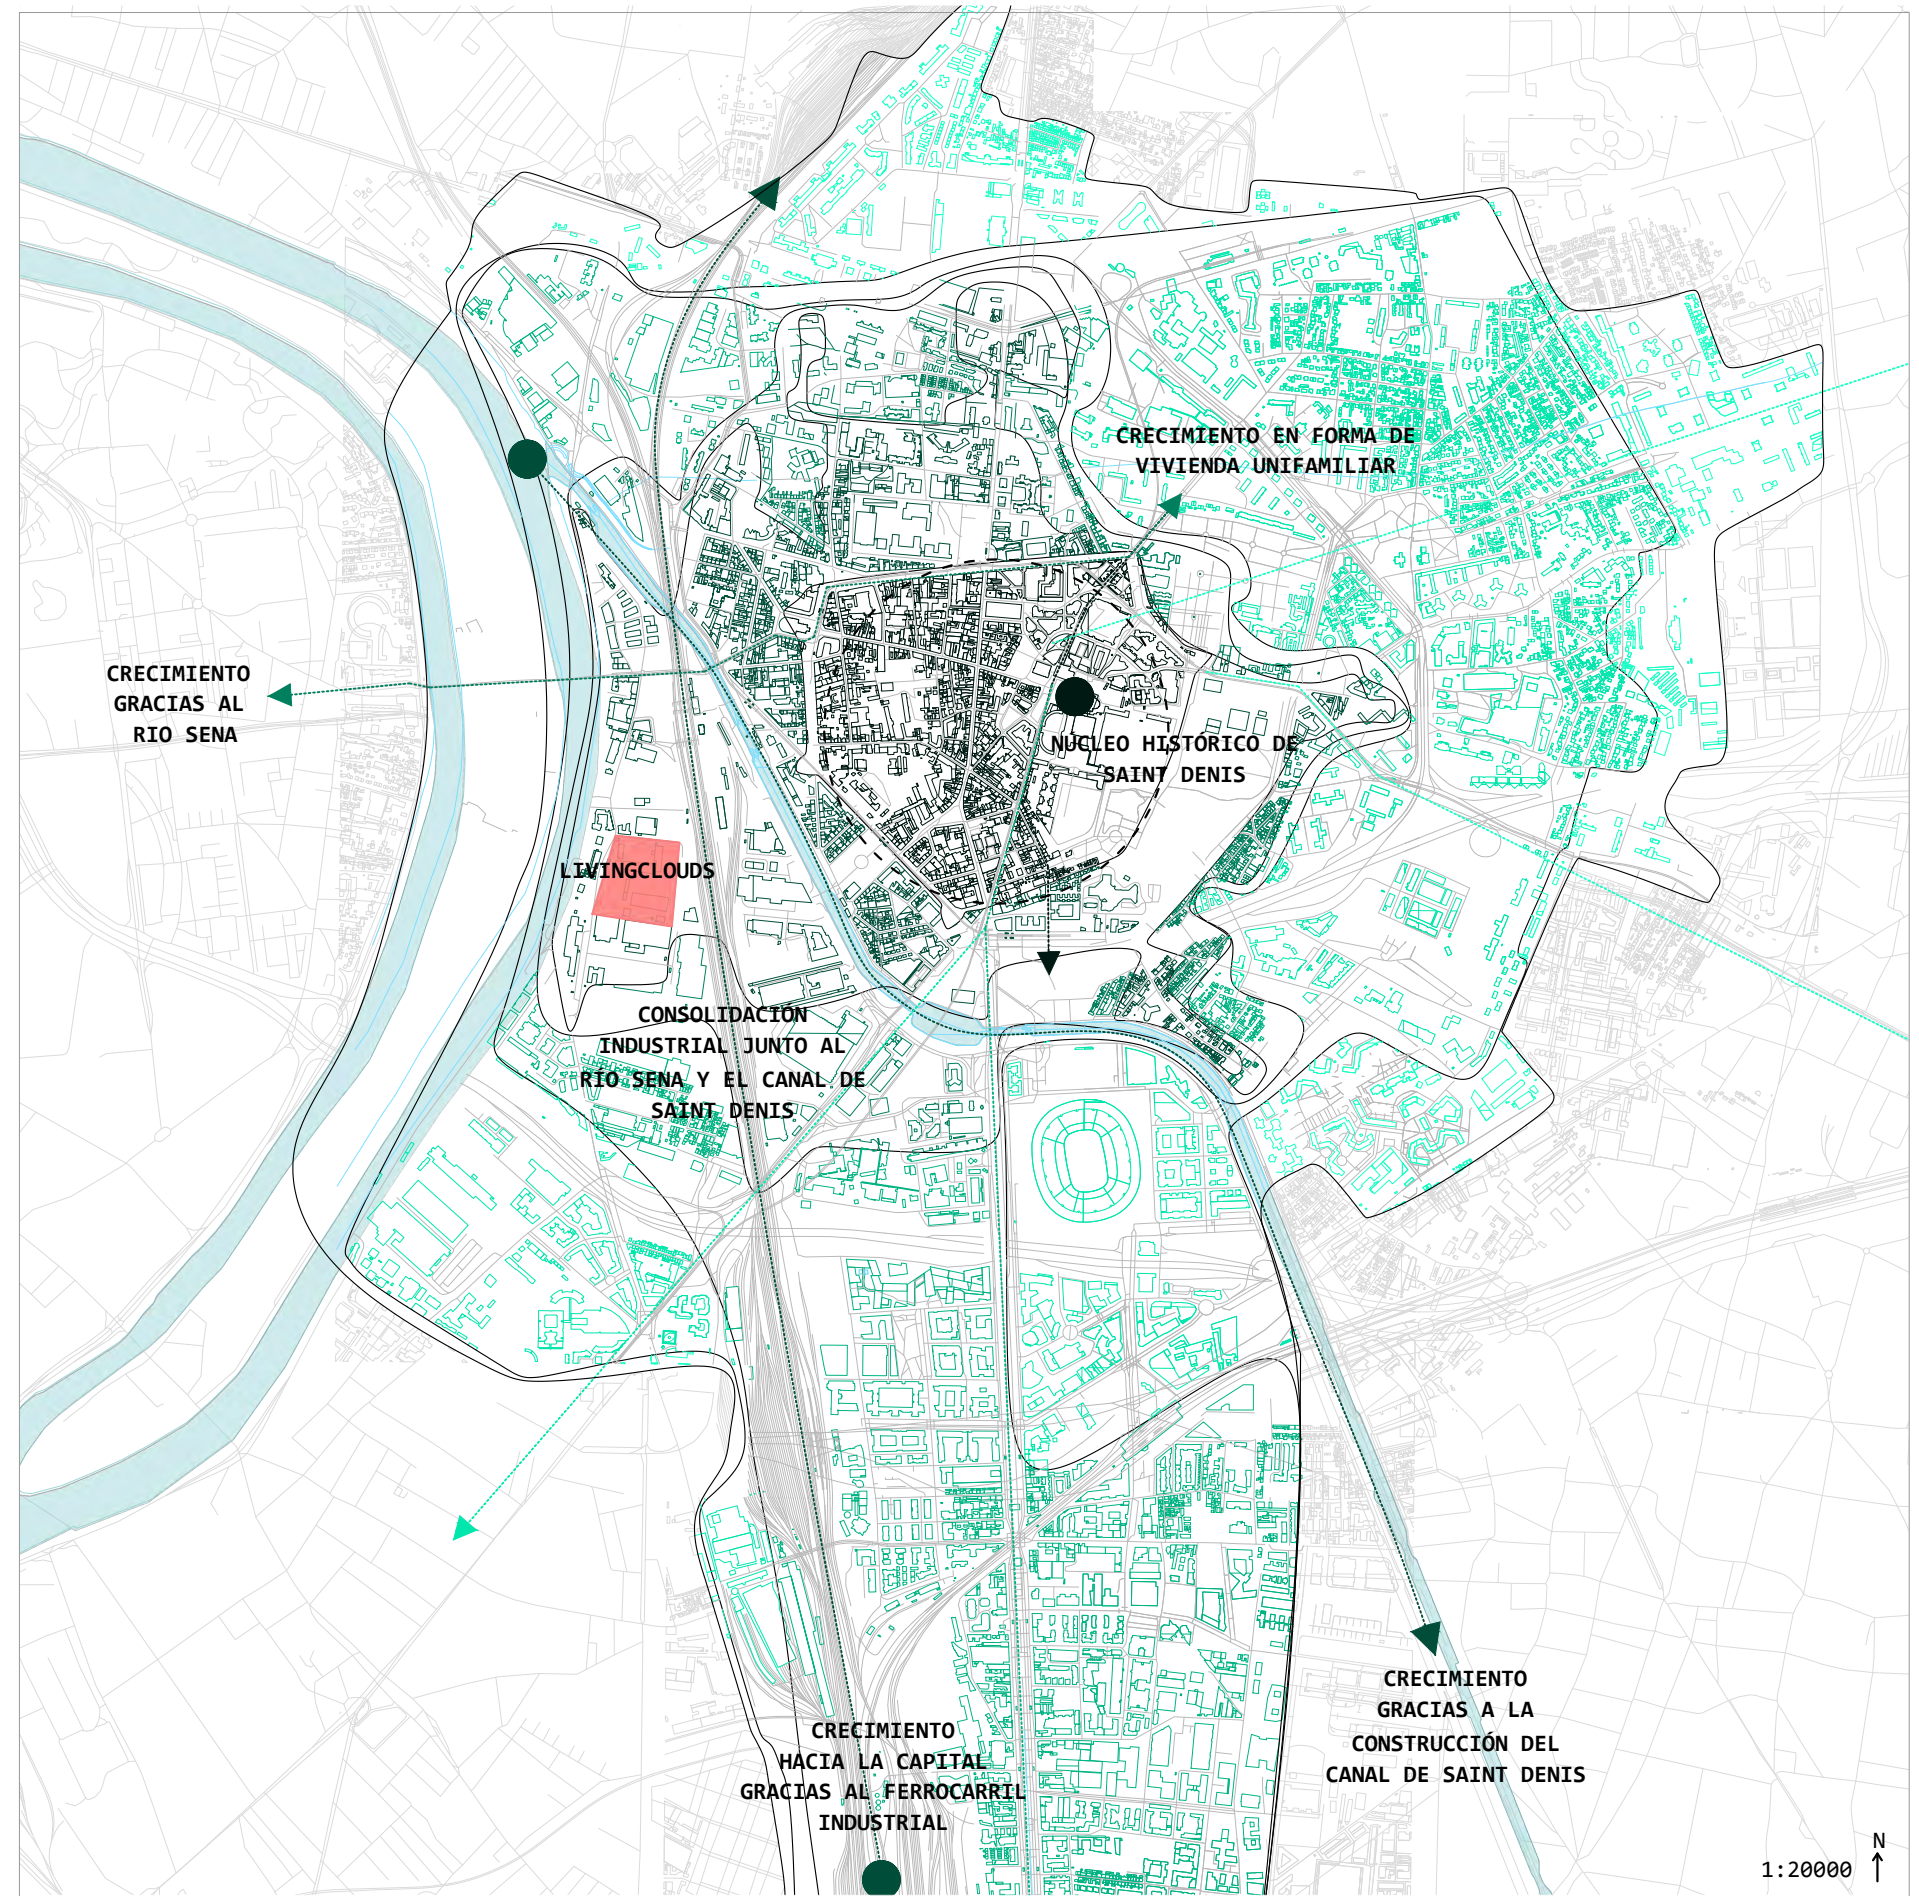 CRECIMIENTO EN FORMA DE
VIVIENDA UNIFAMILIAR
CRECIMIENTO
GRACIAS AL
RIO SENA
NÚCLEO HISTÓRICO DE
SAINT DENIS
LIVINGCLOUDS
CONSOLIDACIÓN
INDUSTRIAL JUNTO AL
RÍO SENA Y EL CANAL DE
SAINT DENIS
CRECIMIENTO
GRACIAS A LA
CONSTRUCCIÓN DEL
CANAL DE SAINT DENIS
CRECIMIENTO
HACIA LA CAPITAL
GRACIAS AL FERROCARRIL
INDUSTRIAL
N
1:20000